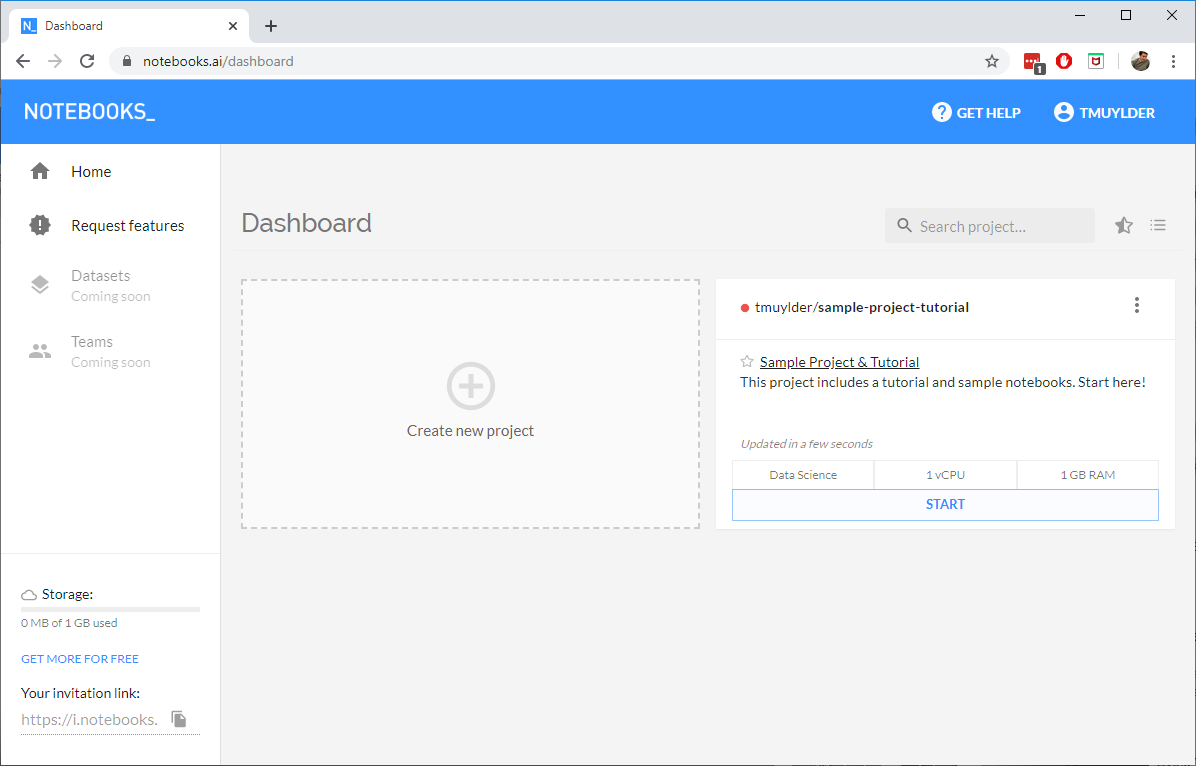 N_ Dashboard
notebooks.ai/dashboard
1
NOTEBOOKS_
GET HELP
TMUYLDER
Home
Request features
Datasets
Coming soon
Teams
Coming soon
Storage:
0 MB of 1 GB used
GET MORE FOR FREE
Your invitation link:
https://i.notebooks.
Dashboard
Search project...
Create new project
tmuylder/sample-project-tutorial
Sample Project & Tutorial
This project includes a tutorial and sample notebooks. Start here!
Updated in a few seconds
Data Science
1 vCPU
1 GB RAM
START